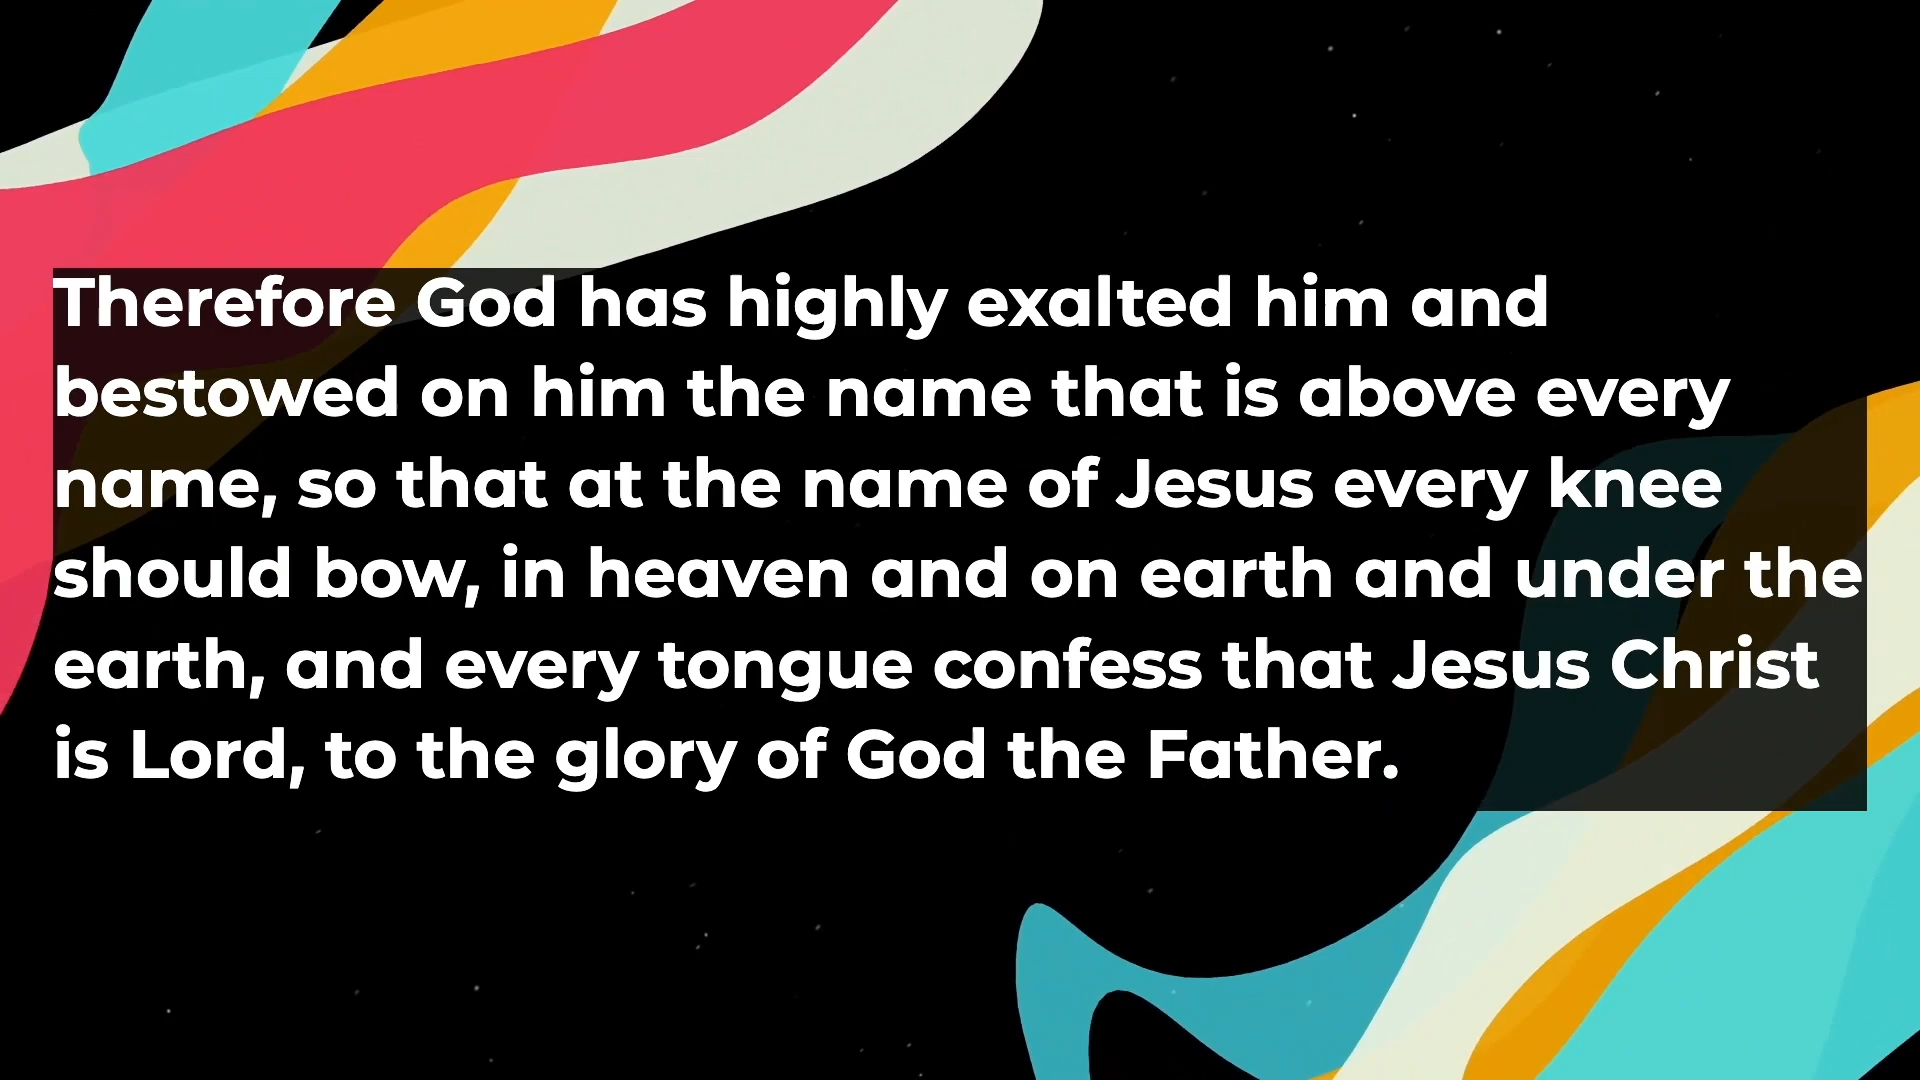 Therefore God has highly exalted him and
bestowed on him the name that is above every
name, so that at the name of Jesus every knee
should bow, in heaven and on earth and under the
earth, and every tongue confess that Jesus Christ
is Lord, to the glory of God the Father.